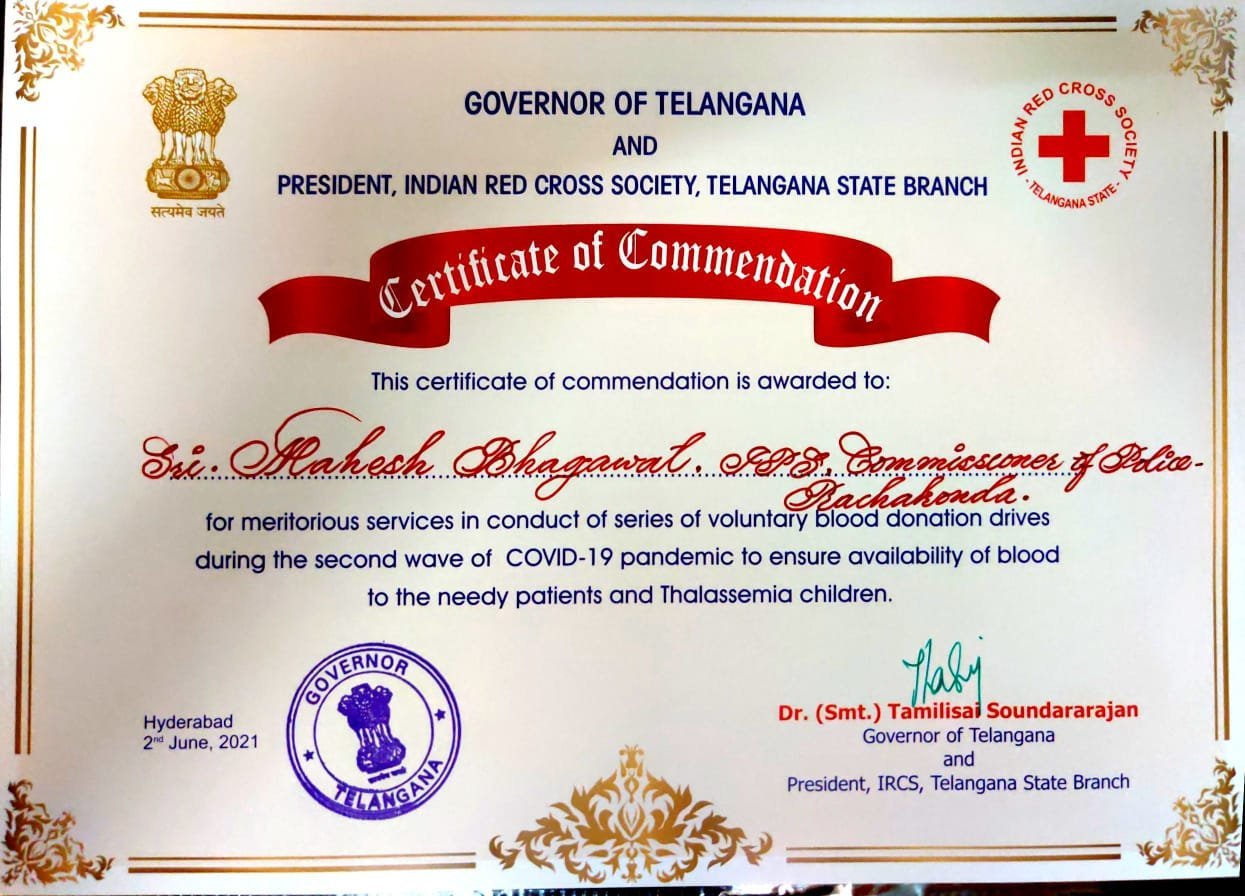 GOVERNOR OF TELANGANA
AND
PRESIDENT, INDIAN RED CROSS SOCIETY, TELANGANA STATE BRANCH
सत्यमेव जयते
INDIAN RED CROSS SOCIETY
- TELANGANA STATE -
Certificate of Commendation
This certificate of commendation is awarded to:
Sri. Mahesh Bhagawat. IPS. Commissioner of Police-
Rachakonda.
for meritorious services in conduct of series of voluntary blood donation drives
during the second wave of COVID-19 pandemic to ensure availability of blood
to the needy patients and Thalassemia children.
Hyderabad
2nd June, 2021
GOVERNOR
TELANGANA
Dr. (Smt.) Tamilisai Soundararajan
Governor of Telangana
and
President, IRCS, Telangana State Branch